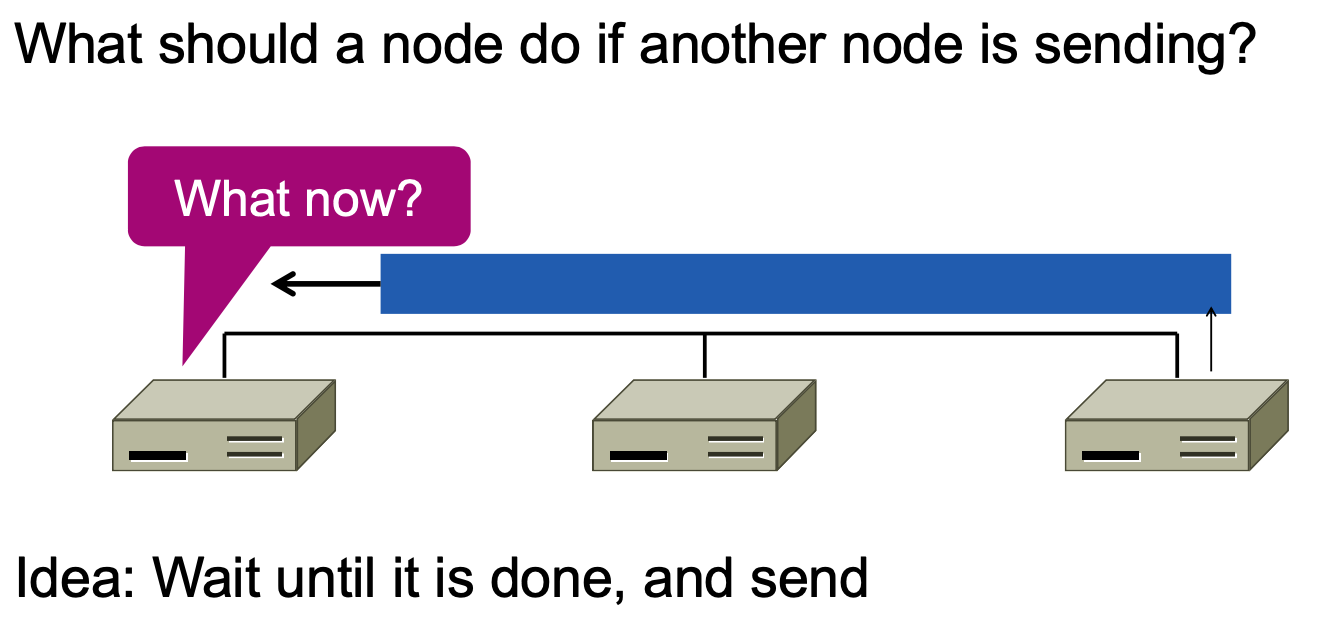 What should a node do if another node is sending?
What now?
Idea: Wait until it is done, and send